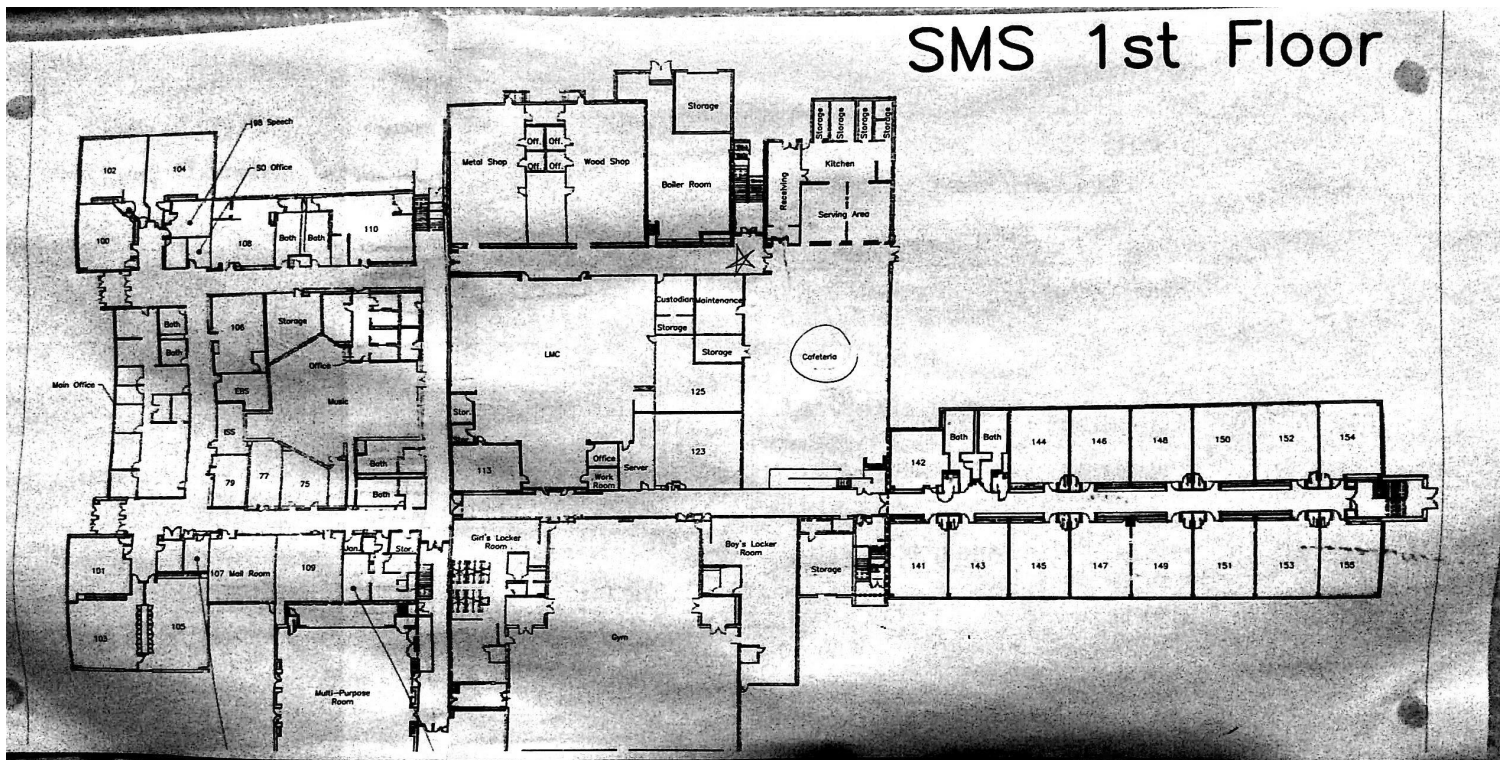 SMS 1st Floor
Storage
Storage
Storage
Storage
Storage
198 Speech
SO Office
102
104
Metal Shop
Off.
Off.
Off.
Off.
Wood Shop
Boiler Room
Receiving
Kitchen
Serving Area
100
108
Bath
Bath
110
Bath
Bath
106
Storage
Office
Custodian
Maintenance
Storage
Storage
LMC
Cafeteria
Main Office
EBS
Music
ISS
125
Stor.
79
77
75
Bath
Bath
113
Office
Work
Room
Server
123
142
Bath
Bath
144
146
148
150
152
154
101
103
105
107 Mail Room
109
Jan.
Stor.
Girl's Locker
Room
Boy's Locker
Room
Storage
141
143
145
147
149
151
153
155
Gym
Multi-Purpose
Room